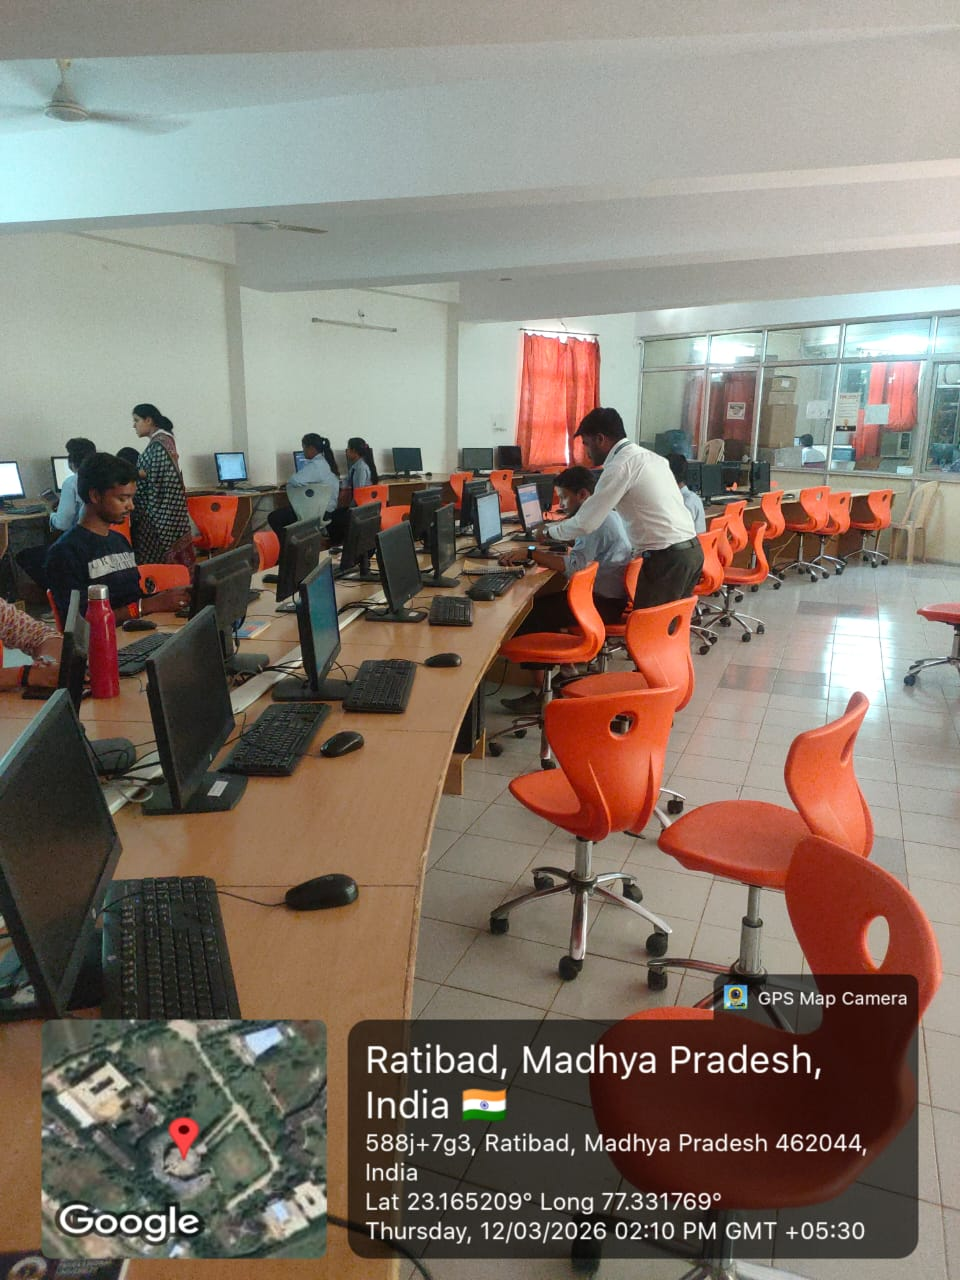 GPS Map Camera
Ratibad, Madhya Pradesh,
India 🇮🇳
588j+7g3, Ratibad, Madhya Pradesh 462044,
India
Lat 23.165209° Long 77.331769°
Thursday, 12/03/2026 02:10 PM GMT +05:30
Google